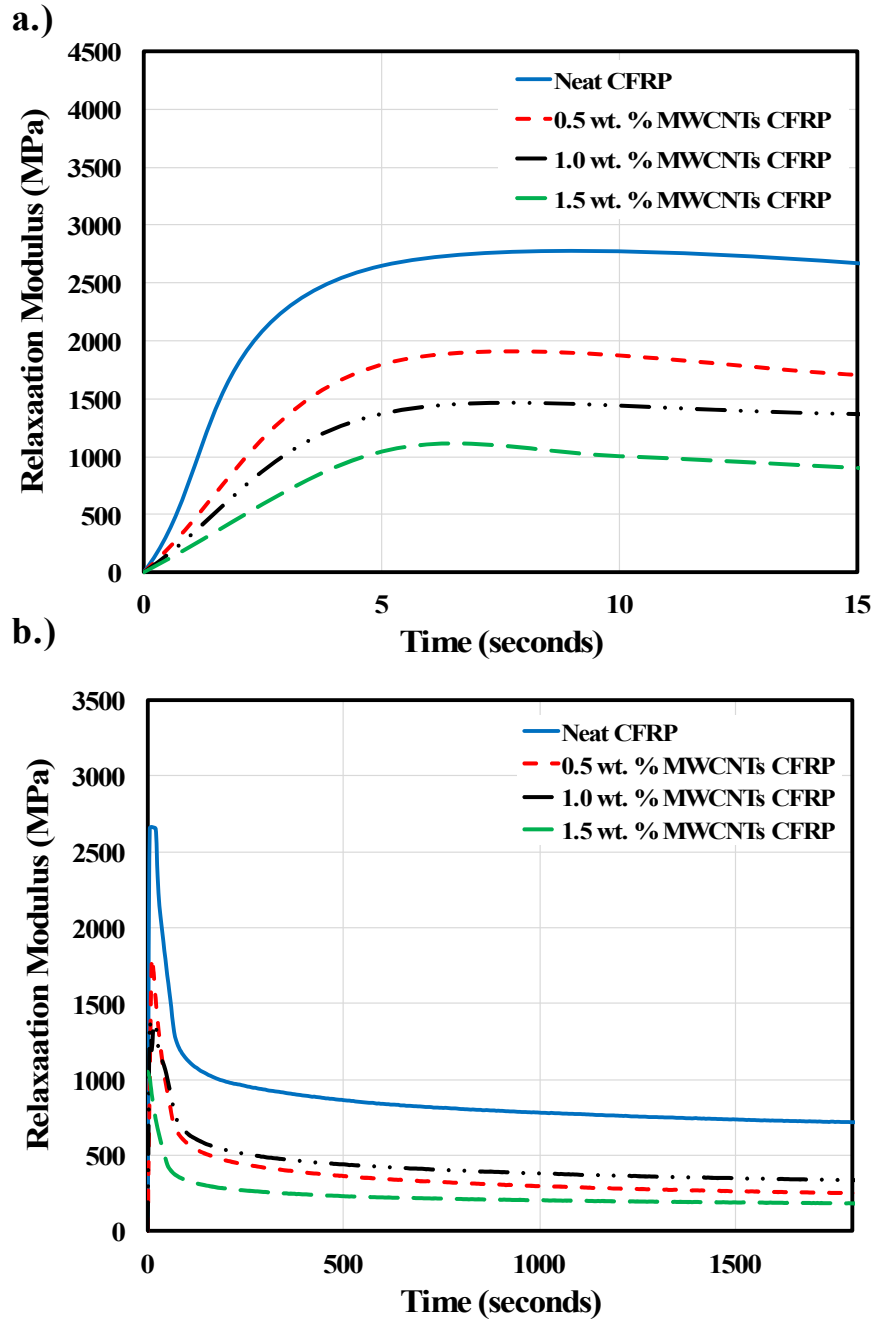 a.)
4500
4000
3500
3000
2500
2000
1500
1000
500
0
Relaxaation Modulus (MPa)
Neat CFRP
0.5 wt. % MWCNTs CFRP
1.0 wt. % MWCNTs CFRP
1.5 wt. % MWCNTs CFRP
0 5 10 15
Time (seconds)
b.)
3500
3000
2500
2000
1500
1000
500
0
Relaxaation Modulus (MPa)
Neat CFRP
0.5 wt. % MWCNTs CFRP
1.0 wt. % MWCNTs CFRP
1.5 wt. % MWCNTs CFRP
0 500 1000 1500
Time (seconds)